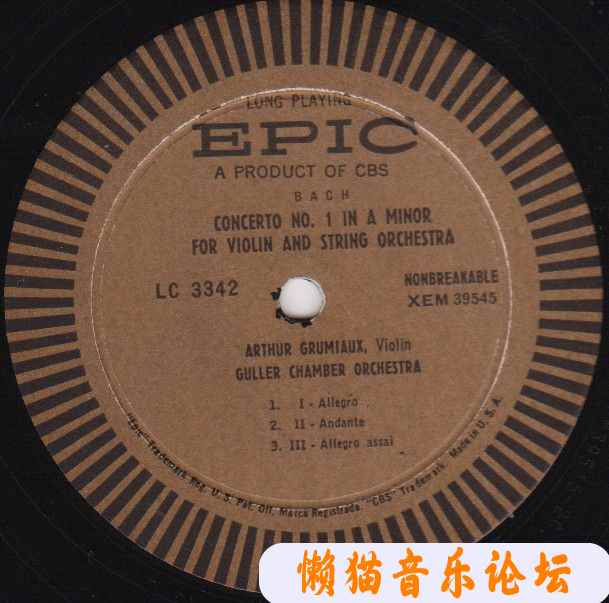 LONG PLAYING
EPIC
A PRODUCT OF CBS
BACH
CONCERTO NO. 1 IN A MINOR
FOR VIOLIN AND STRING ORCHESTRA
LC 3342
NONBREAKABLE
XEM 39545
ARTHUR GRUMIAUX, Violin
GULLER CHAMBER ORCHESTRA
1. I - Allegro
2. II - Andante
3. III - Allegro assai
"Epic" Trademark Reg. U. S. Pat. Off. Marca Registrada. "CBS" Trademark. Made in U. S. A.
懒猫音乐论坛